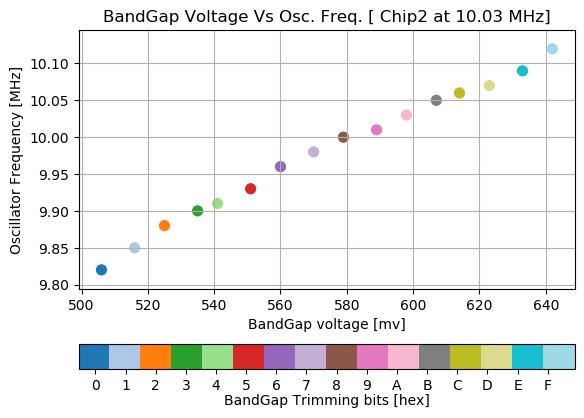 BandGap Voltage Vs Osc. Freq. [ Chip2 at 10.03 MHz]
Oscillator Frequency [MHz]
10.10
10.05
10.00
9.95
9.90
9.85
9.80
500 520 540 560 580 600 620 640
BandGap voltage [mv]
0 1 2 3 4 5 6 7 8 9 A B C D E F
BandGap Trimming bits [hex]